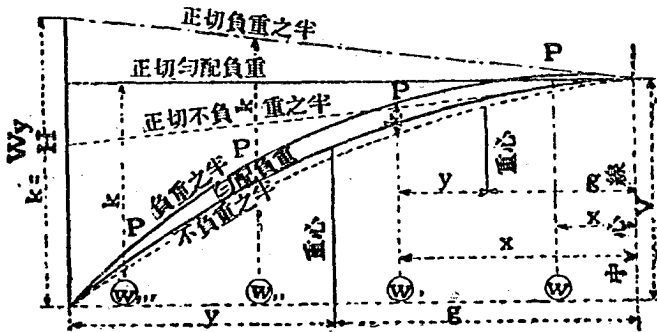 正切負重之半
P
正切勻配負重
正切不負重之半
k
P
P
P
k
負重之半
勻配負重
不負重之半
重心
重心
k = Wy/H
y
g
線
x
x
心
中
W,,,
W,,
W,
W
y
g